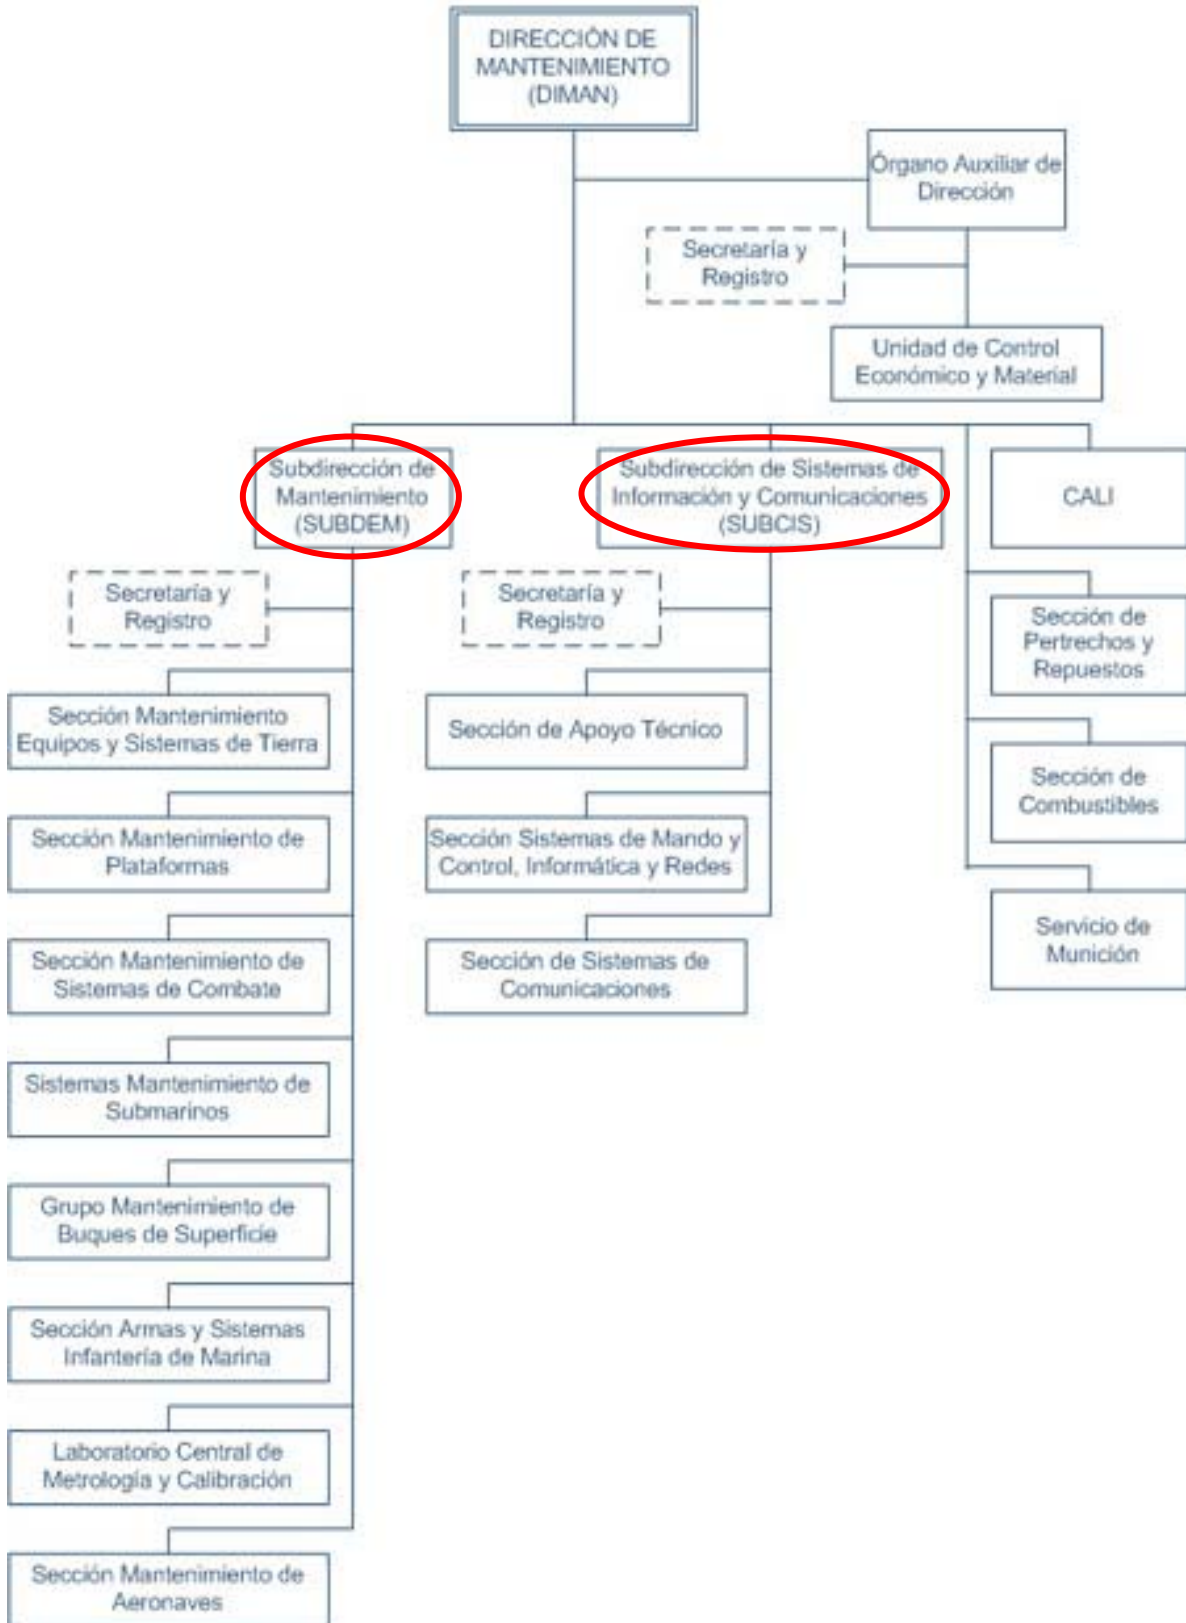 DIRECCIÓN DE
MANTENIMIENTO
(DIMAN)
Órgano Auxiliar de
Dirección
Secretaría y
Registro
Unidad de Control
Económico y Material
Subdirección de
Mantenimiento
(SUBDEM)
Subdirección de Sistemas de
Información y Comunicaciones
(SUBCIS)
CALI
Secretaría y
Registro
Secretaría y
Registro
Sección de
Pertrechos y
Repuestos
Sección Mantenimiento
Equipos y Sistemas de Tierra
Sección de Apoyo Técnico
Sección de
Combustibles
Sección Mantenimiento de
Plataformas
Sección Sistemas de Mando y
Control, Informática y Redes
Servicio de
Munición
Sección Mantenimiento de
Sistemas de Combate
Sección de Sistemas de
Comunicaciones
Sistemas Mantenimiento de
Submarinos
Grupo Mantenimiento de
Buques de Superficie
Sección Armas y Sistemas
Infantería de Marina
Laboratorio Central de
Metrología y Calibración
Sección Mantenimiento de
Aeronaves